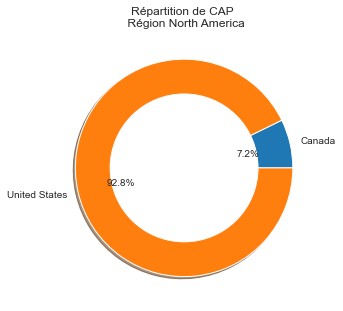 Répartition de CAP
Région North America
Canada
7.2%
92.8%
United States